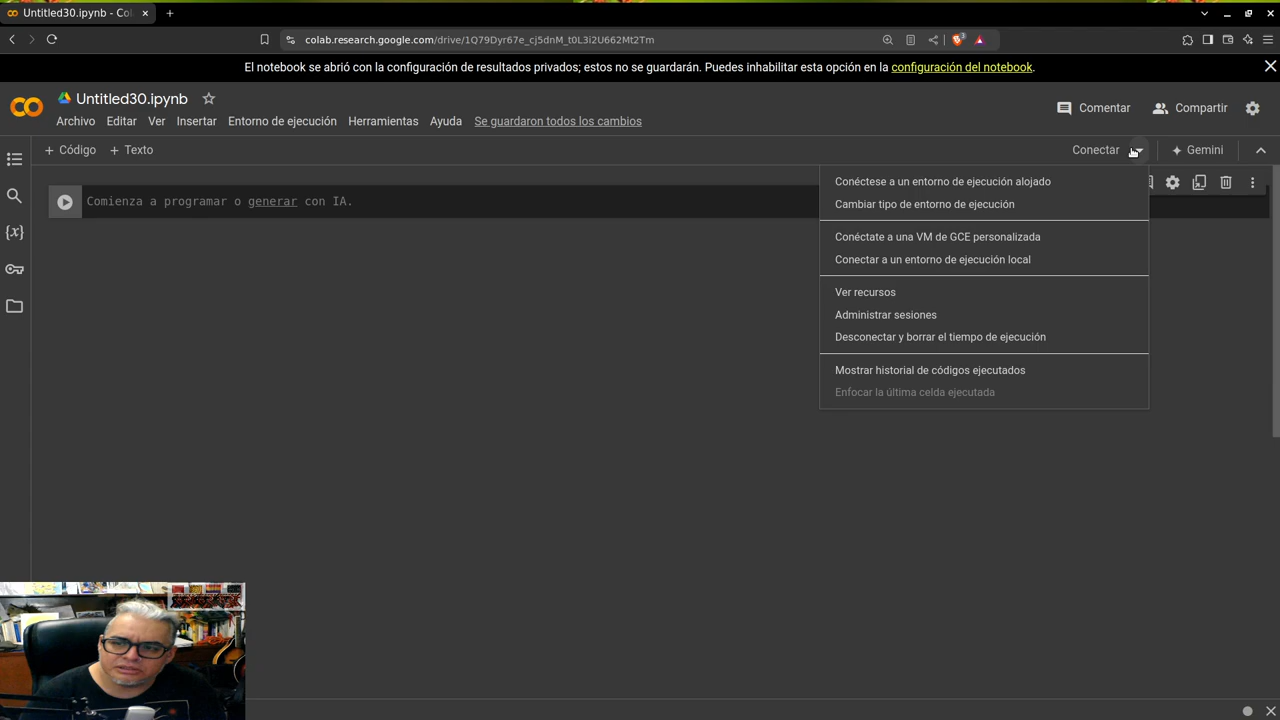 Untitled30.ipynb - Col
colab.research.google.com/drive/1Q79Dyr67e_cj5dnM_t0L3i2U662Mt2Tm
3
El notebook se abrió con la configuración de resultados privados; estos no se guardarán. Puedes inhabilitar esta opción en la configuración del notebook.
Untitled30.ipynb
Comentar
Compartir
Archivo Editar Ver Insertar Entorno de ejecución Herramientas Ayuda Se guardaron todos los cambios
+ Código + Texto
Conectar
Gemini
Comienza a programar o generar con IA.
Conéctese a un entorno de ejecución alojado
Cambiar tipo de entorno de ejecución
Conéctate a una VM de GCE personalizada
Conectar a un entorno de ejecución local
Ver recursos
Administrar sesiones
Desconectar y borrar el tiempo de ejecución
Mostrar historial de códigos ejecutados
Enfocar la última celda ejecutada